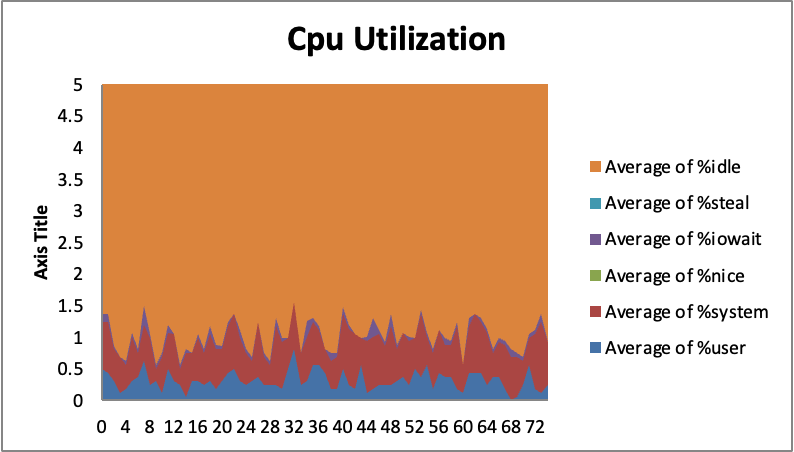 Cpu Utilization
5
4.5
4
3.5
3
2.5
2
1.5
1
0.5
0
Axis Title
0 4 8 12 16 20 24 28 32 36 40 44 48 52 56 60 64 68 72
Average of %idle
Average of %steal
Average of %iowait
Average of %nice
Average of %system
Average of %user